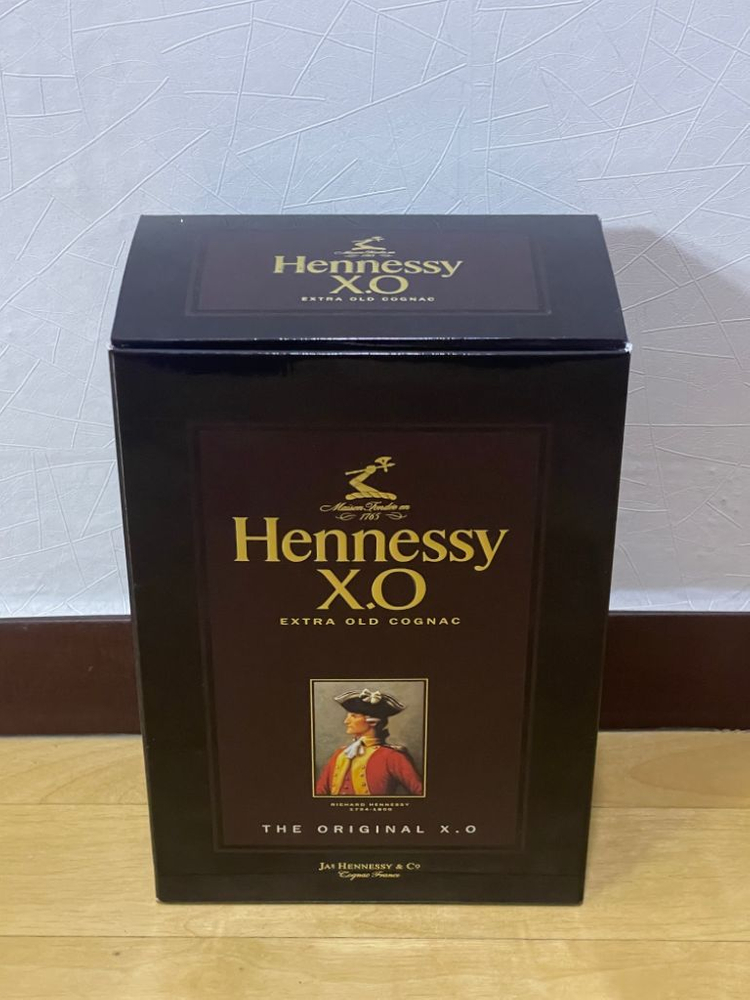 Hennessy
X.O
EXTRA OLD COGNAC
Maison Fondée en
1765
Hennessy
X.O
EXTRA OLD COGNAC
RICHARD HENNESSY
THE ORIGINAL X.O
JAs HENNESSY & Co
Cognac France